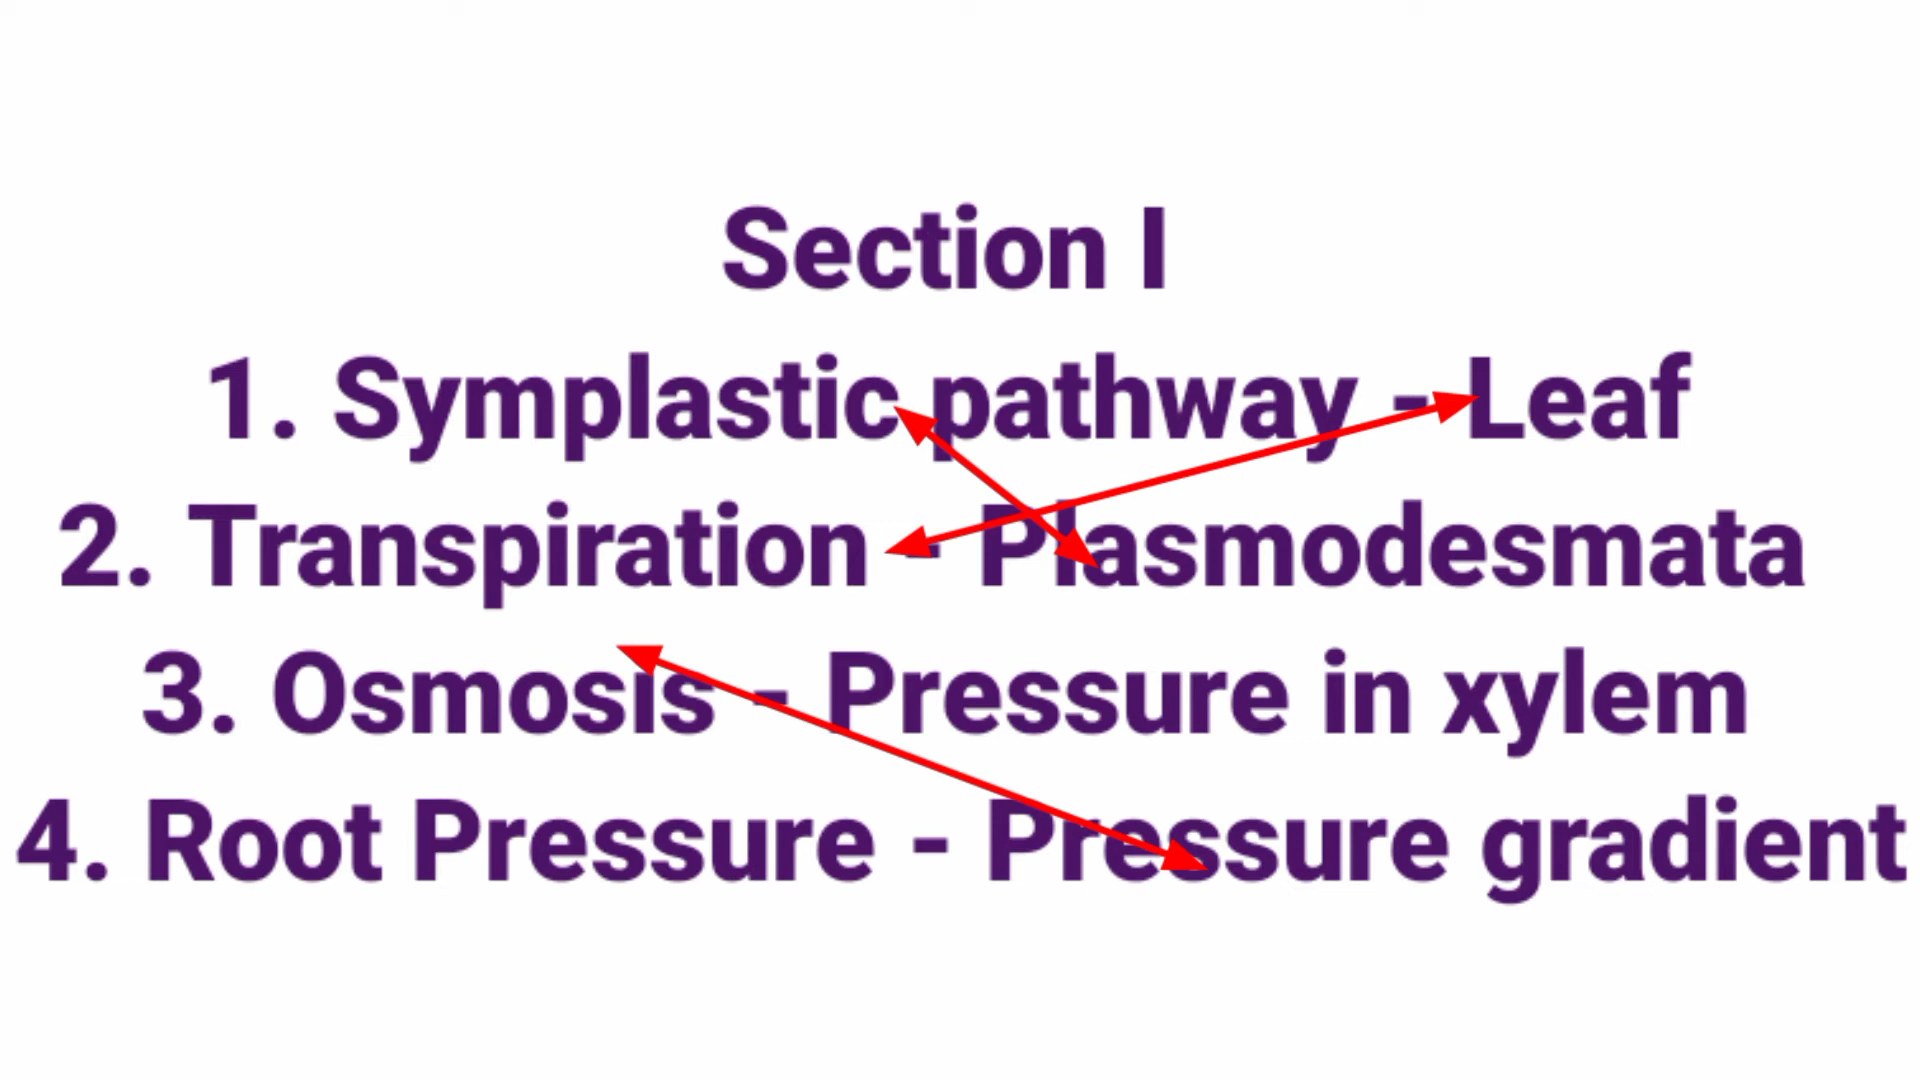 Section I
1. Symplastic pathway - Leaf
2. Transpiration - Plasmodesmata
3. Osmosis - Pressure in xylem
4. Root Pressure - Pressure gradient